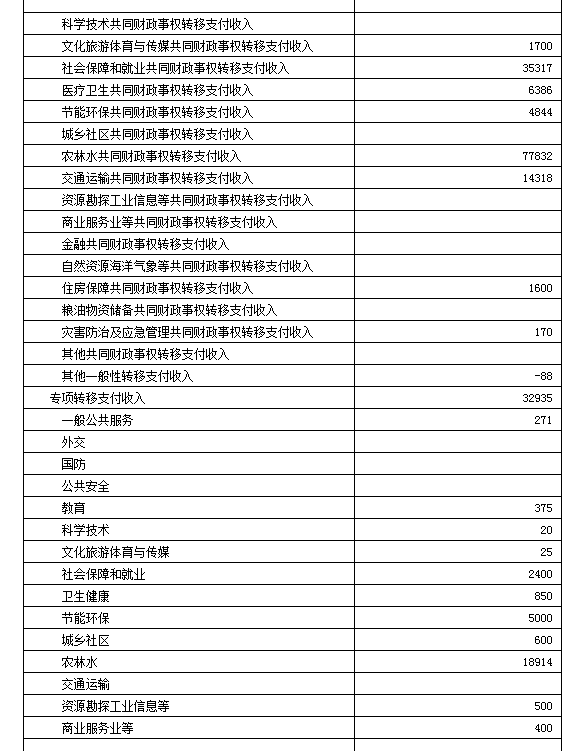 科学技术共同财政事权转移支付收入
文化旅游体育与传媒共同财政事权转移支付收入 1700
社会保障和就业共同财政事权转移支付收入 35317
医疗卫生共同财政事权转移支付收入 6386
节能环保共同财政事权转移支付收入 4844
城乡社区共同财政事权转移支付收入
农林水共同财政事权转移支付收入 77832
交通运输共同财政事权转移支付收入 14318
资源勘探工业信息等共同财政事权转移支付收入
商业服务业等共同财政事权转移支付收入
金融共同财政事权转移支付收入
自然资源海洋气象等共同财政事权转移支付收入
住房保障共同财政事权转移支付收入 1600
粮油物资储备共同财政事权转移支付收入
灾害防治及应急管理共同财政事权转移支付收入 170
其他共同财政事权转移支付收入
其他一般性转移支付收入 -88
专项转移支付收入 32935
一般公共服务 271
外交
国防
公共安全
教育 375
科学技术 20
文化旅游体育与传媒 25
社会保障和就业 2400
卫生健康 850
节能环保 5000
城乡社区 600
农林水 18914
交通运输
资源勘探工业信息等 500
商业服务业等 400